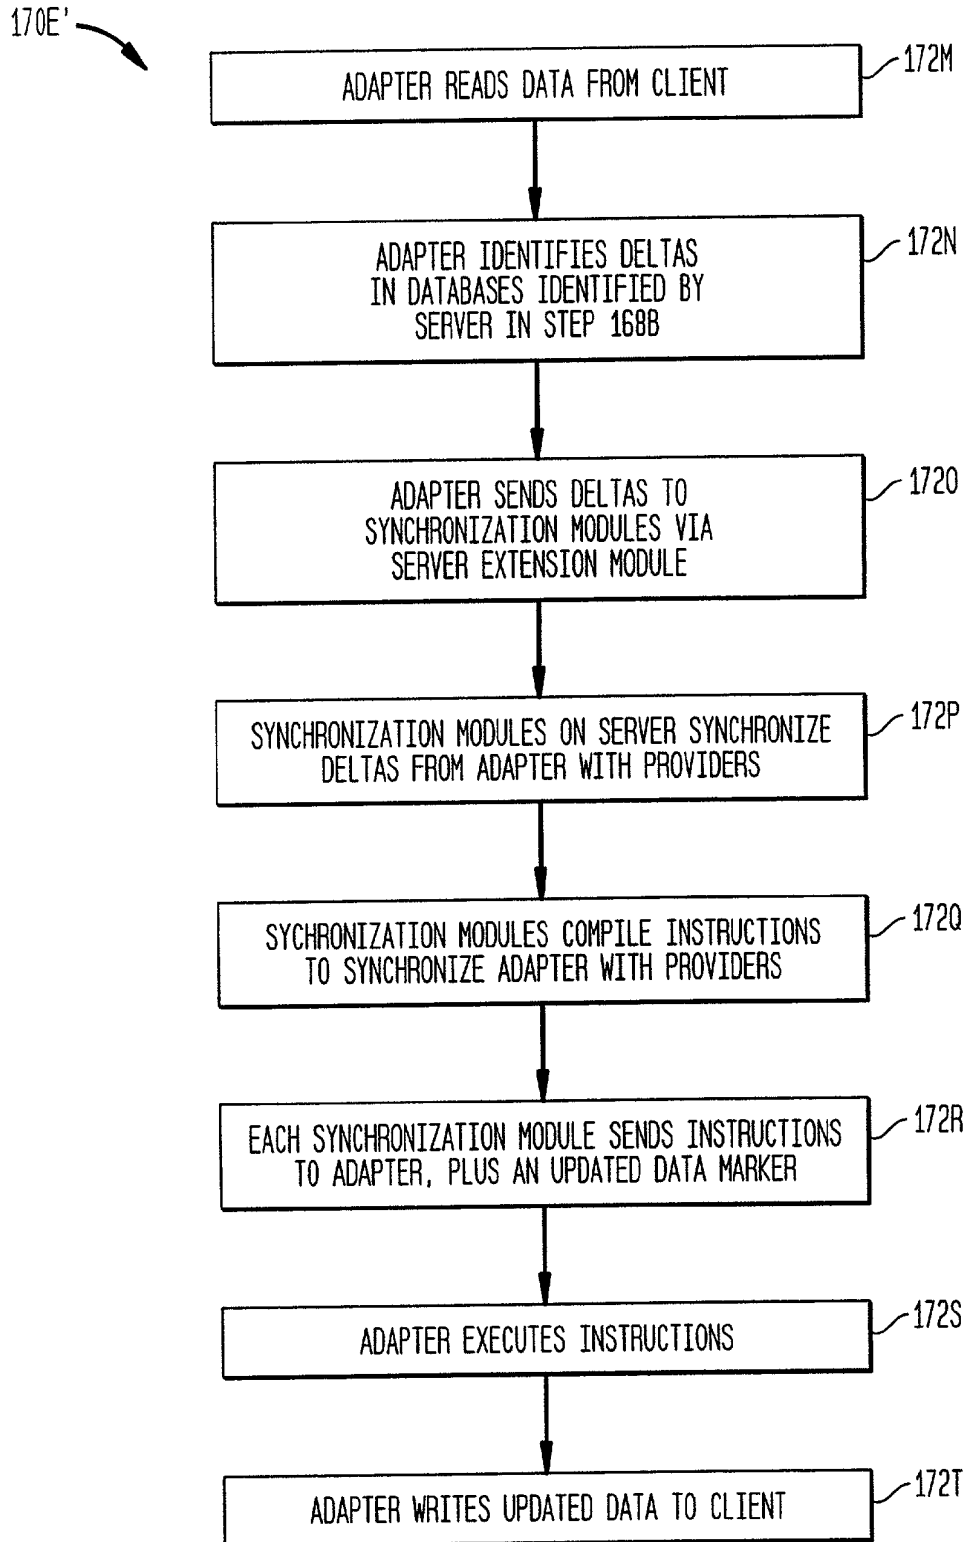 170E'
ADAPTER READS DATA FROM CLIENT
172M
ADAPTER IDENTIFIES DELTAS
IN DATABASES IDENTIFIED BY
SERVER IN STEP 168B
172N
ADAPTER SENDS DELTAS TO
SYNCHRONIZATION MODULES VIA
SERVER EXTENSION MODULE
172O
SYNCHRONIZATION MODULES ON SERVER SYNCHRONIZE
DELTAS FROM ADAPTER WITH PROVIDERS
172P
SYCHRONIZATION MODULES COMPILE INSTRUCTIONS
TO SYNCHRONIZE ADAPTER WITH PROVIDERS
172Q
EACH SYNCHRONIZATION MODULE SENDS INSTRUCTIONS
TO ADAPTER, PLUS AN UPDATED DATA MARKER
172R
ADAPTER EXECUTES INSTRUCTIONS
172S
ADAPTER WRITES UPDATED DATA TO CLIENT
172T